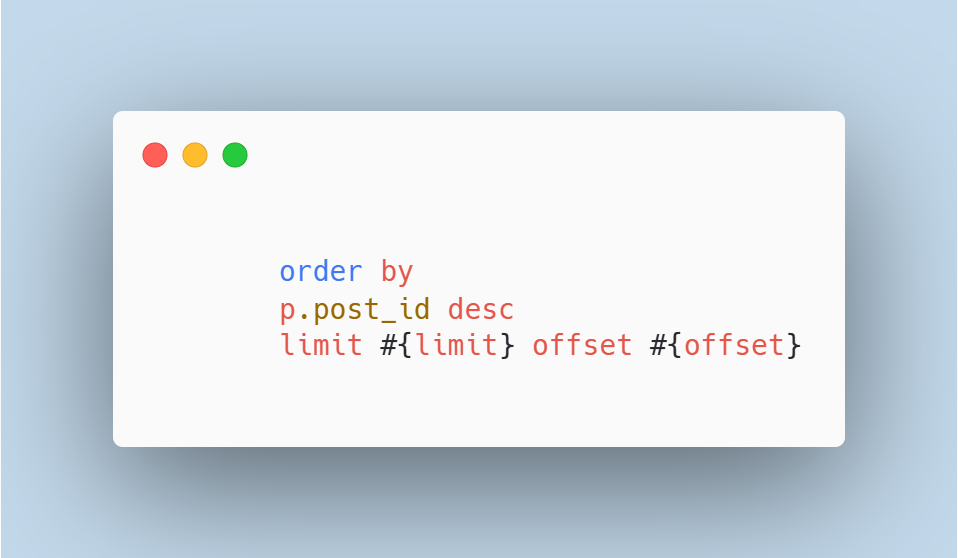 order by
p.post_id desc
limit #{limit} offset #{offset}